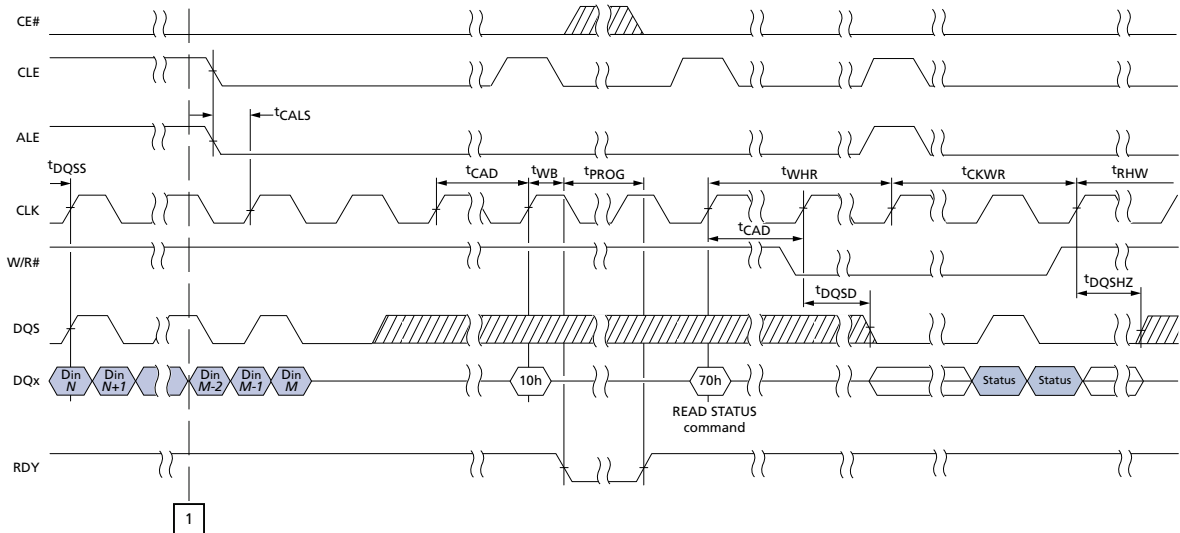 CE#
CLE
tCALS
ALE
tDQSS
tCAD
tWB
tPROG
tWHR
tCKWR
tRHW
CLK
tCAD
W/R#
tDQSD
tDQSHZ
DQS
DQx
Din N
Din N+1
Din M-2
Din M-1
Din M
10h
70h
Status
Status
READ STATUS
command
RDY
1